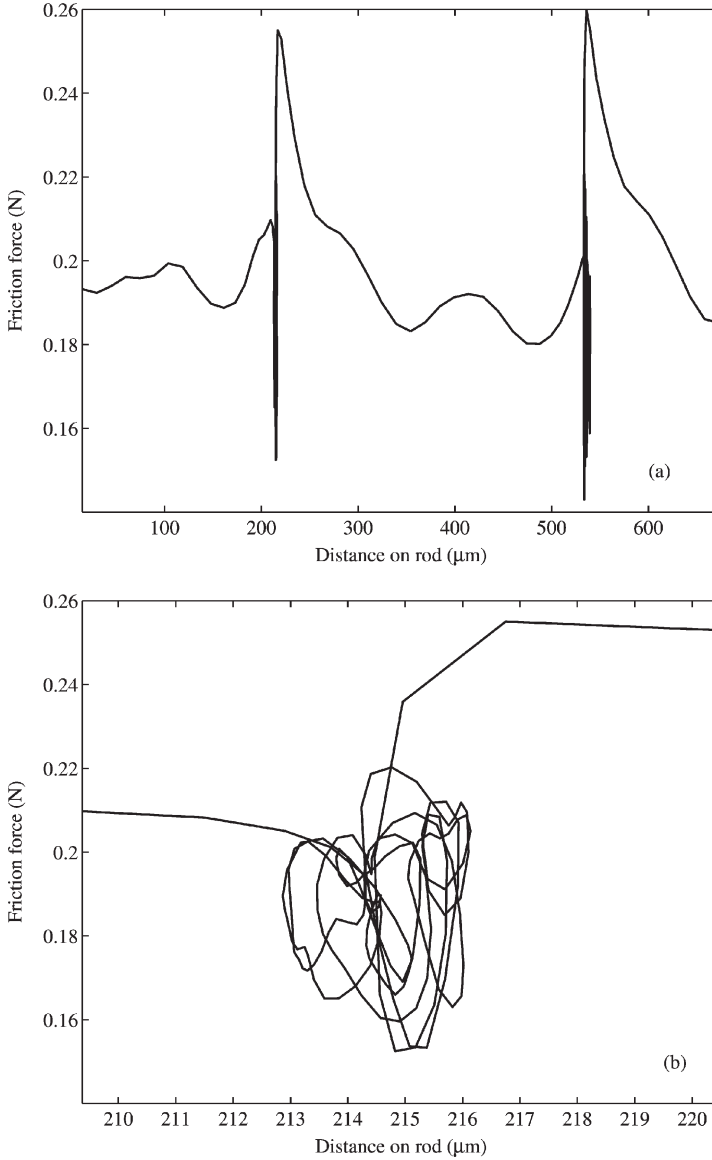 0.26
0.24
0.22
0.2
0.18
0.16
Friction force (N)
(a)
100 200 300 400 500 600
Distance on rod (μm)
0.26
0.24
0.22
0.2
0.18
0.16
Friction force (N)
(b)
210 211 212 213 214 215 216 217 218 219 220
Distance on rod (μm)